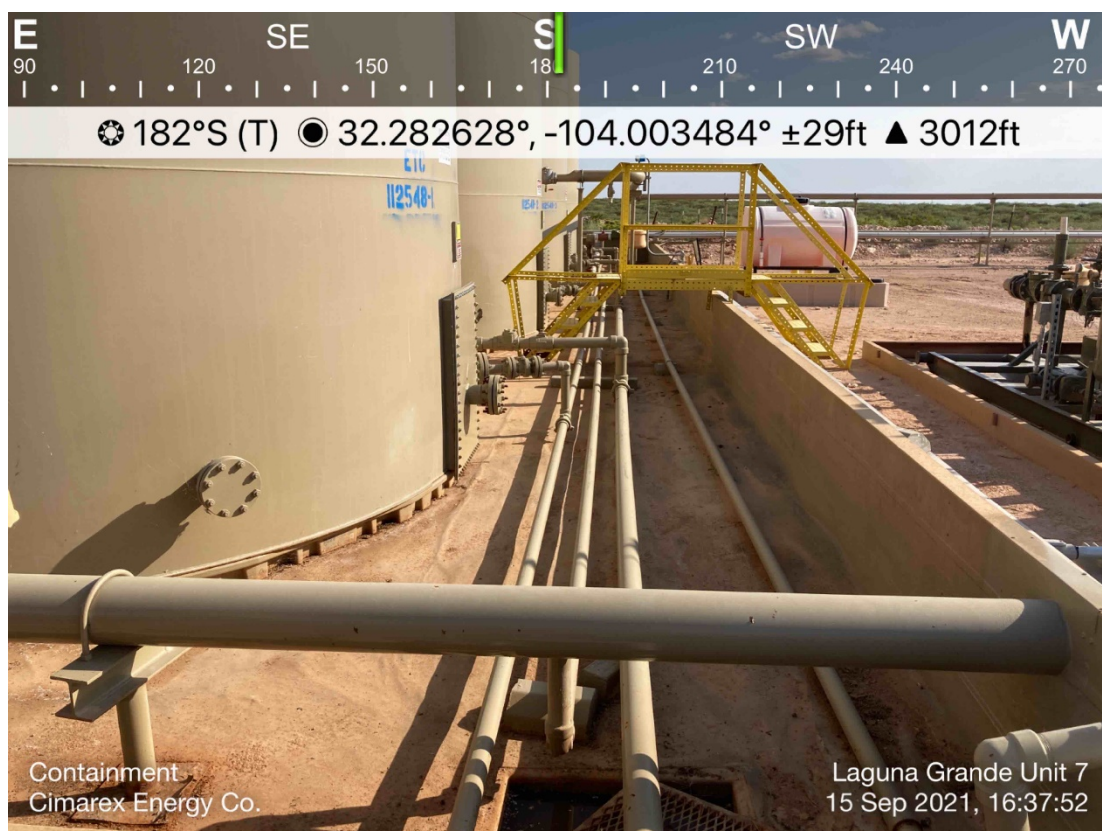 E SE S SW W
90 120 150 180 210 240 270
182°S (T) 32.282628°, -104.003484° ±29ft ▲ 3012ft
ETC
112548-1
Containment
Cimarex Energy Co.
Laguna Grande Unit 7
15 Sep 2021, 16:37:52